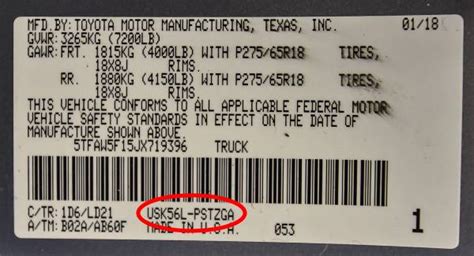 MFD.BY: TOYOTA MOTOR MANUFACTURING, TEXAS, INC. 01/18
GVWR: 3265KG (7200LB)
GAWR: FRT. 1815KG (4000LB) WITH P275/65R18 TIRES,
18X8J RIMS.
RR. 1880KG (4150LB) WITH P275/65R18 TIRES,
18X8J RIMS.
THIS VEHICLE CONFORMS TO ALL APPLICABLE FEDERAL MOTOR
VEHICLE SAFETY STANDARDS IN EFFECT ON THE DATE OF
MANUFACTURE SHOWN ABOVE.
5TFAW5F15JX719396 TRUCK
C/TR: 1D6/LD21 USK56L-PSTZGA
A/TM: B02A/AB60F MADE IN U.S.A. 053 1